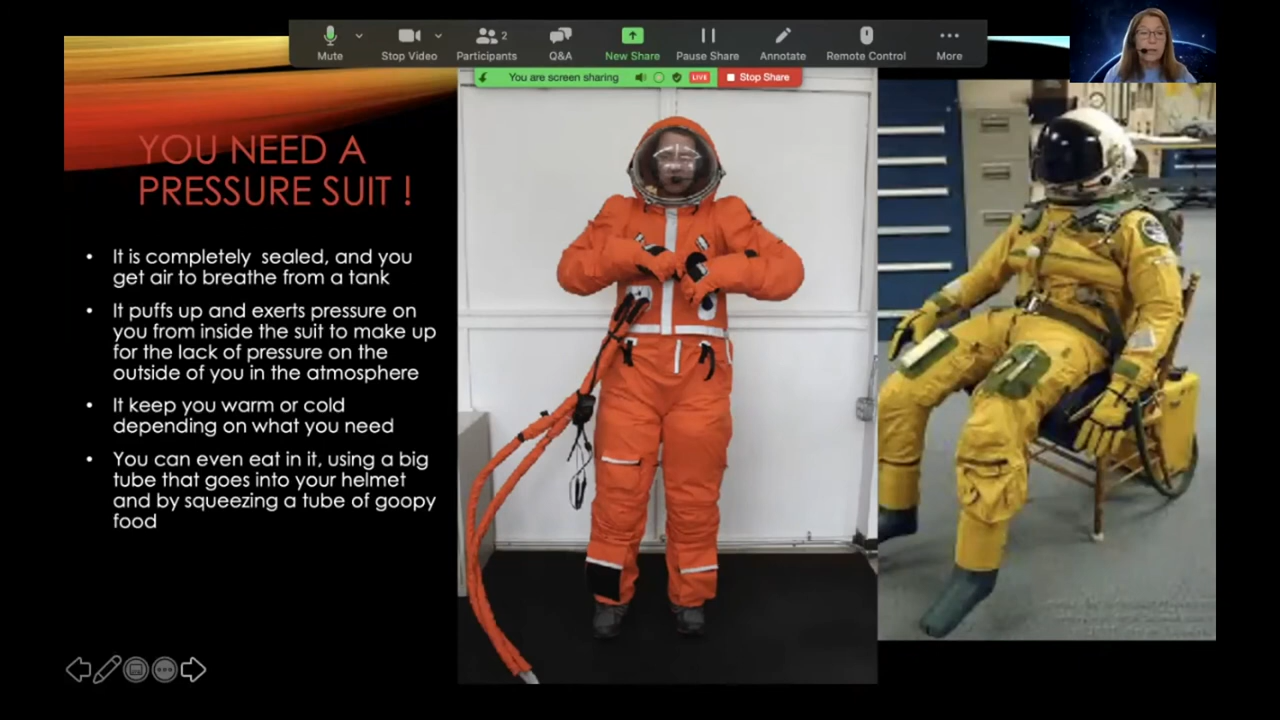 Mute
Stop Video
Participants
2
Q&A
New Share
Pause Share
Annotate
Remote Control
More
You are screen sharing
LIVE
Stop Share
YOU NEED A
PRESSURE SUIT !
• It is completely sealed, and you
get air to breathe from a tank
• It puffs up and exerts pressure on
you from inside the suit to make up
for the lack of pressure on the
outside of you in the atmosphere
• It keep you warm or cold
depending on what you need
• You can even eat in it, using a big
tube that goes into your helmet
and by squeezing a tube of goopy
food